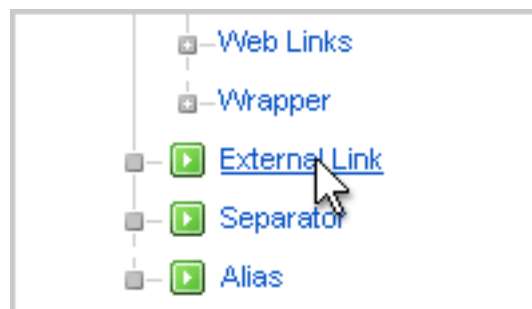 Web Links
Wrapper
External Link
Separator
Alias